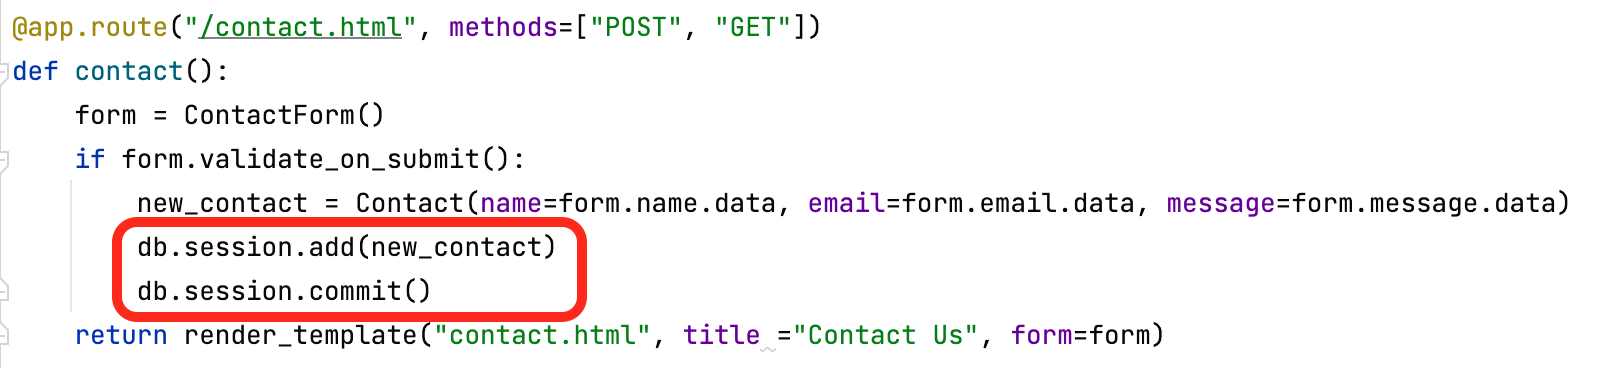 @app.route("/contact.html", methods=["POST", "GET"])
def contact():
    form = ContactForm()
    if form.validate_on_submit():
        new_contact = Contact(name=form.name.data, email=form.email.data, message=form.message.data)
        db.session.add(new_contact)
        db.session.commit()
    return render_template("contact.html", title ="Contact Us", form=form)